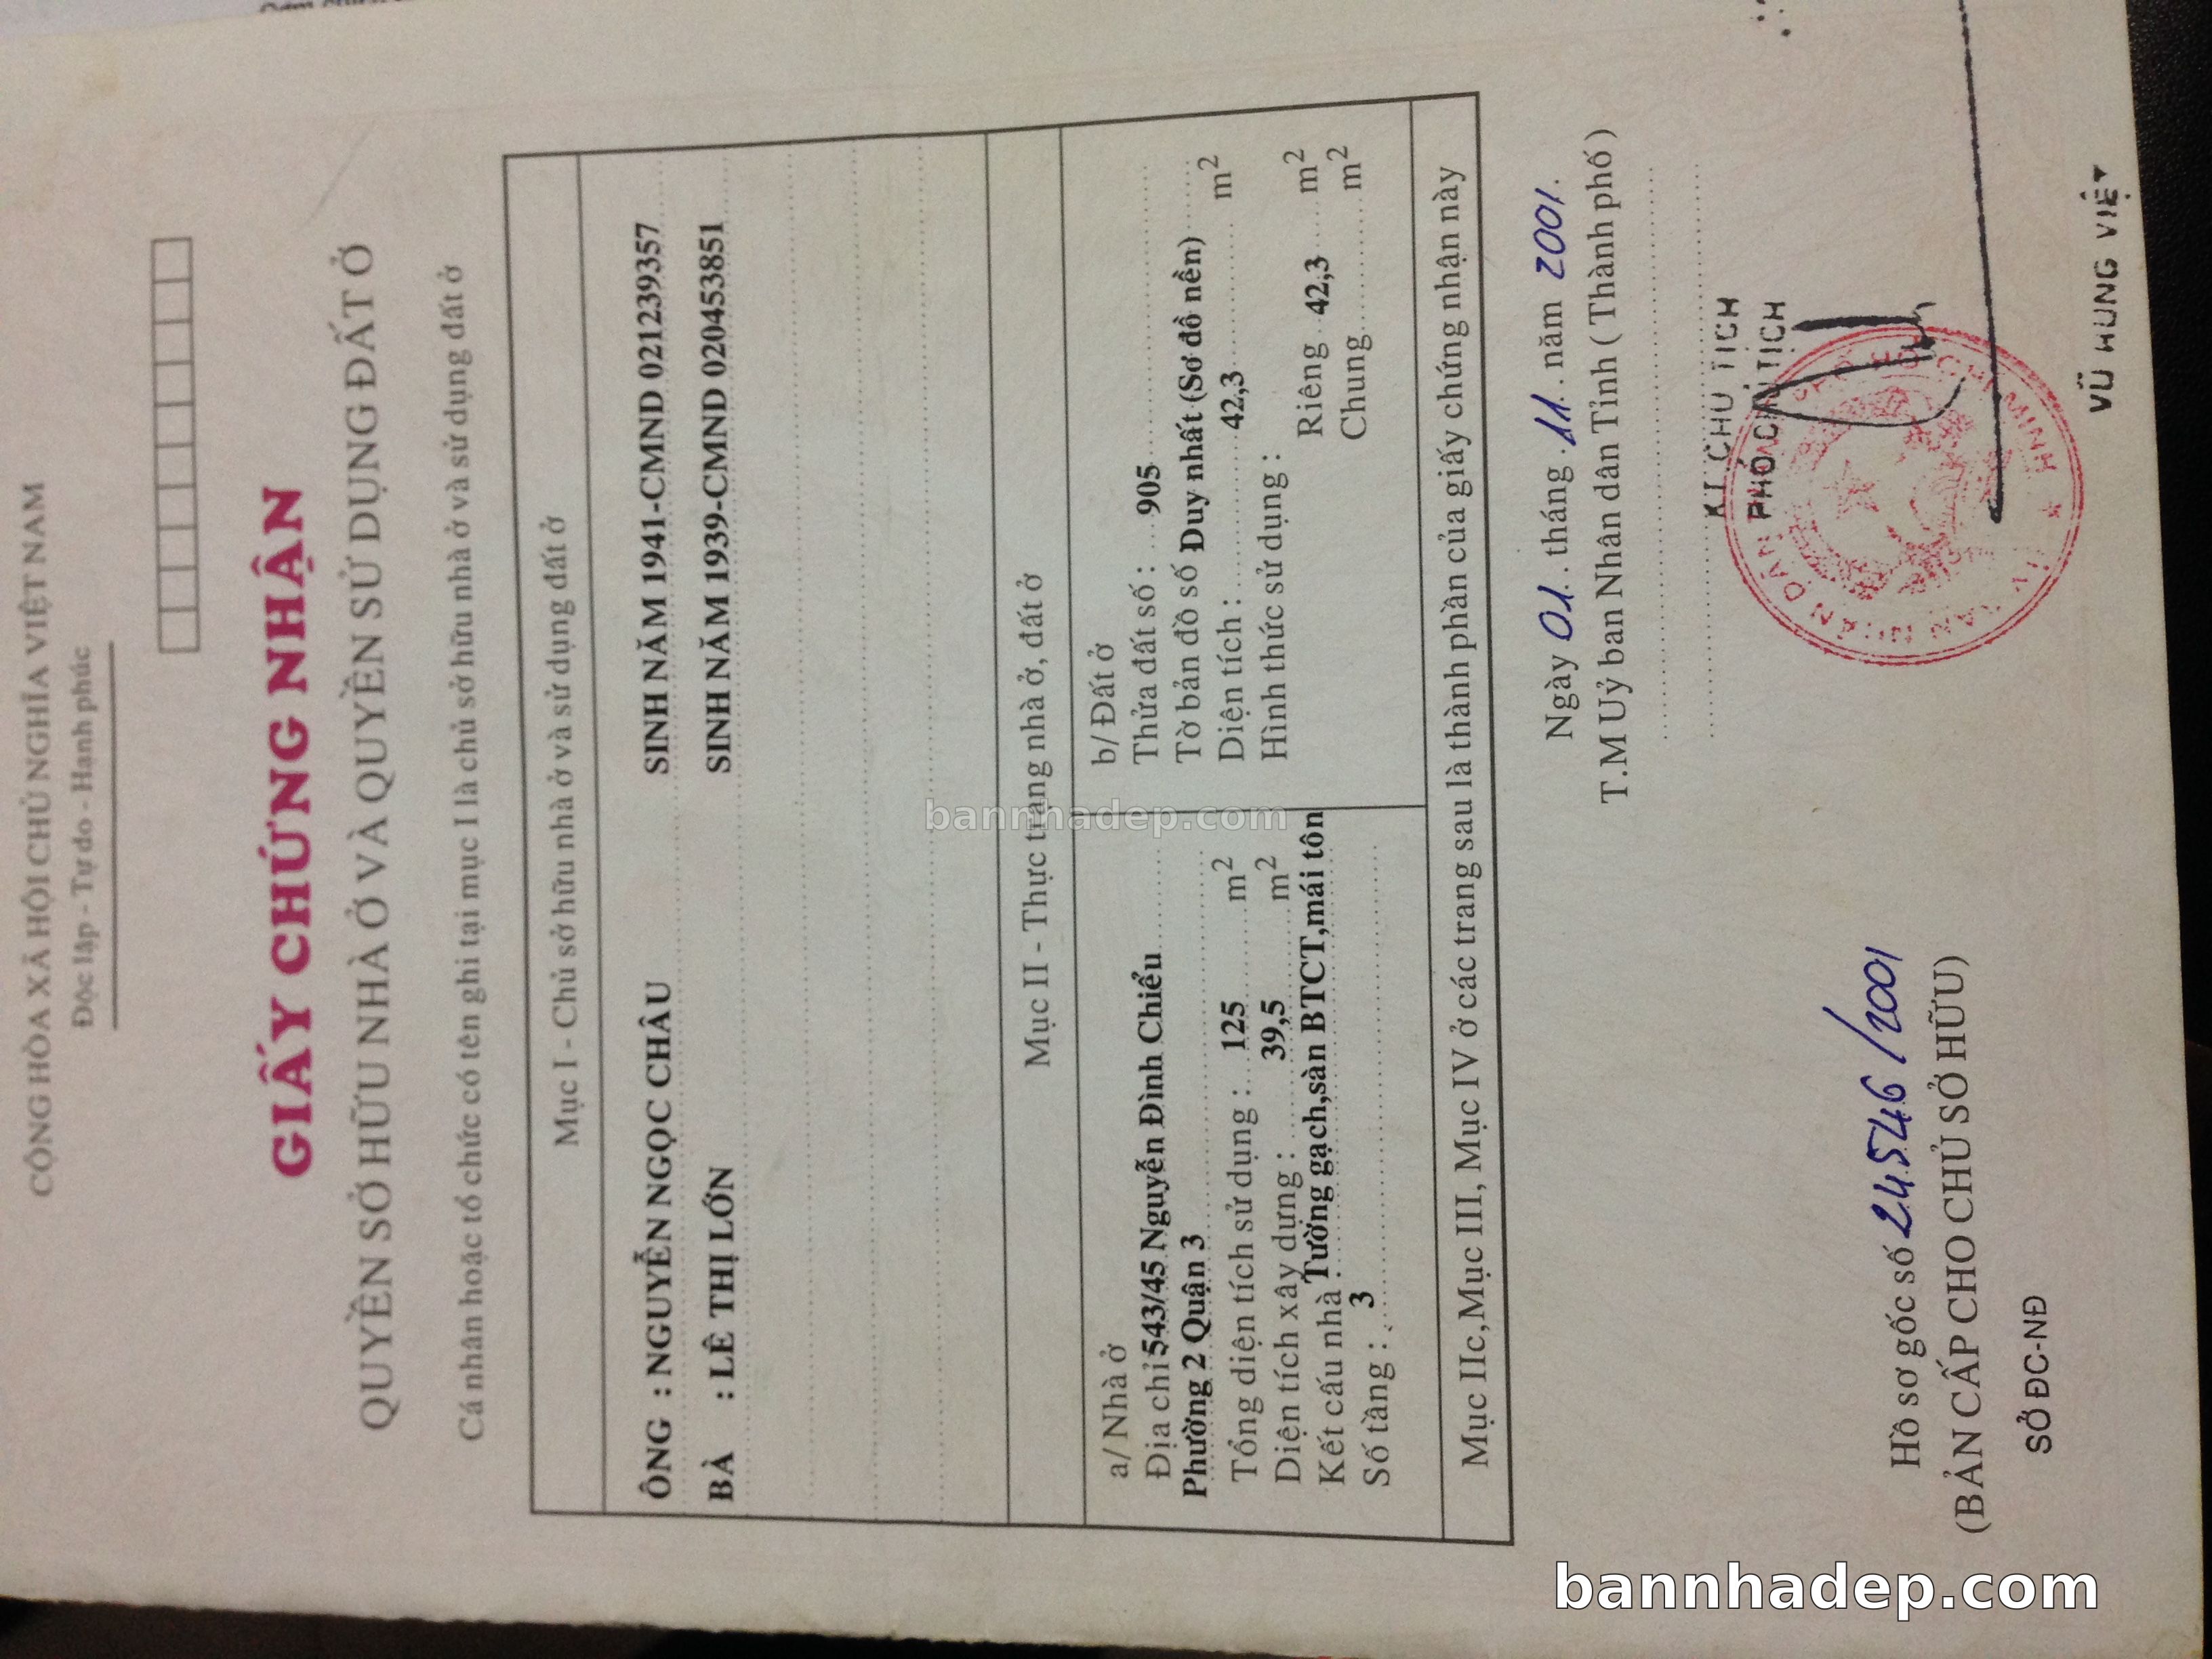 CỘNG HÒA XÃ HỘI CHỦ NGHĨA VIỆT NAM
Độc lập - Tự do - Hạnh phúc
GIẤY CHỨNG NHẬN
QUYỀN SỞ HỮU NHÀ Ở VÀ QUYỀN SỬ DỤNG ĐẤT Ở
Cá nhân hoặc tổ chức có tên ghi tại mục I là chủ sở hữu nhà ở và sử dụng đất ở
Mục I - Chủ sở hữu nhà ở và sử dụng đất ở
ÔNG : NGUYỄN NGỌC CHÂU SINH NĂM 1941-CMND 021239357
BÀ : LÊ THỊ LỚN SINH NĂM 1939-CMND 020453851
Mục II - Thực trạng nhà ở, đất ở
a/ Nhà ở
Địa chỉ 543/45 Nguyễn Đình Chiểu
Phường 2 Quận 3
Tổng diện tích sử dụng : 125 m2
Diện tích xây dựng : 39,5 m2
Kết cấu nhà : Tường gạch,sàn BTCT,mái tôn
Số tầng : 3
b/ Đất ở
Thửa đất số : 905
Tờ bản đồ số Duy nhất (Sơ đồ nền)
Diện tích : 42,3 m2
Hình thức sử dụng :
Riêng 42,3 m2
Chung m2
Mục IIc,Mục III, Mục IV ở các trang sau là thành phần của giấy chứng nhận này
Ngày 01 tháng 11 năm 2001
T.M Uỷ ban Nhân dân Tỉnh ( Thành phố )
KT CHỦ TỊCH
PHÓ CHỦ TỊCH
VŨ HÙNG VIỆT
Hồ sơ gốc số 24546/2001
(BẢN CẤP CHO CHỦ SỞ HỮU)
SỞ ĐC-NĐ
bannhadep.com
bannhadep.com